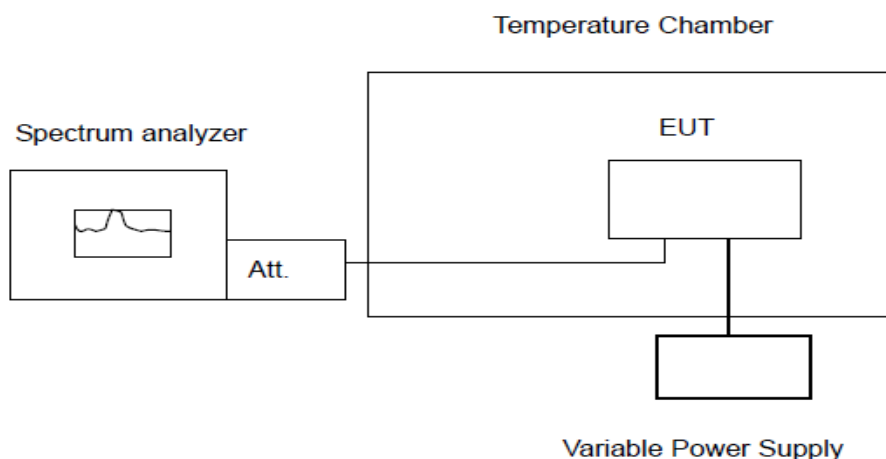 Temperature Chamber
Spectrum analyzer
EUT
Att.
Variable Power Supply